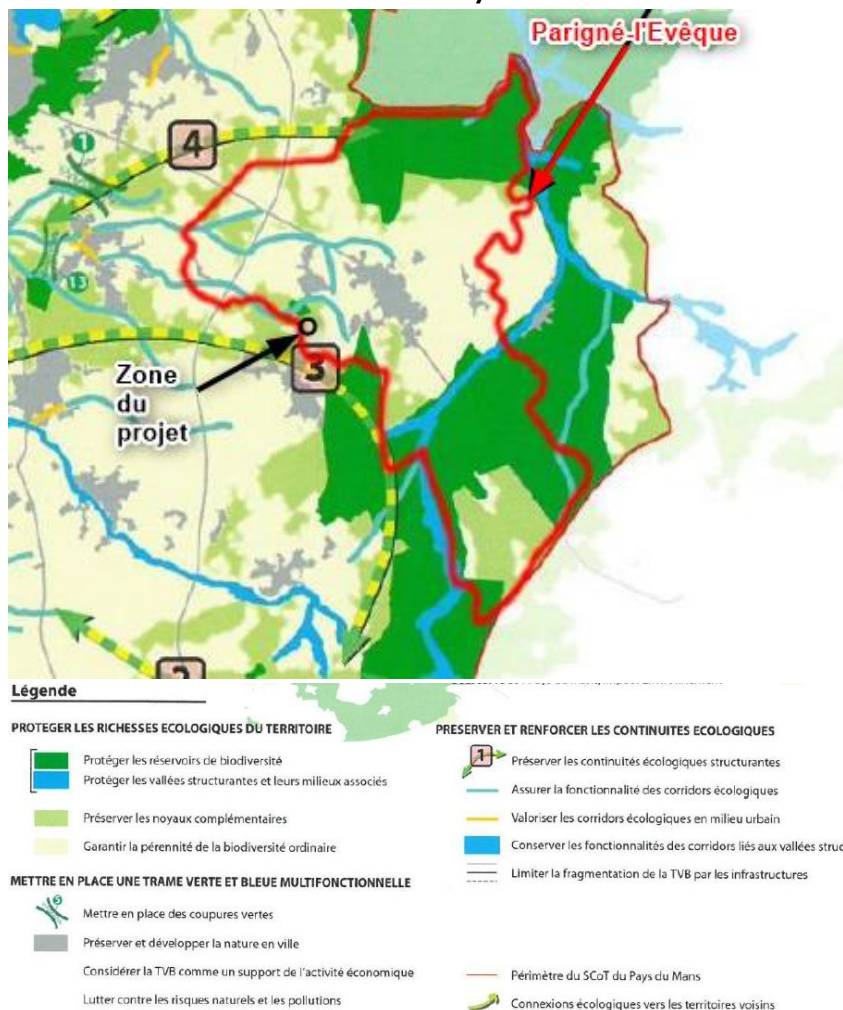 Parigné-l'Evêque
4
1
13
3
Zone
du
projet
2
Légende
PROTEGER LES RICHESSES ECOLOGIQUES DU TERRITOIRE
Protéger les réservoirs de biodiversité
Protéger les vallées structurantes et leurs milieux associés
Préserver les noyaux complémentaires
Garantir la pérennité de la biodiversité ordinaire
METTRE EN PLACE UNE TRAME VERTE ET BLEUE MULTIFONCTIONNELLE
Mettre en place des coupures vertes
Préserver et développer la nature en ville
Considérer la TVB comme un support de l'activité économique
Lutter contre les risques naturels et les pollutions
PRESERVER ET RENFORCER LES CONTINUITES ECOLOGIQUES
1
Préserver les continuités écologiques structurantes
Assurer la fonctionnalité des corridors écologiques
Valoriser les corridors écologiques en milieu urbain
Conserver les fonctionnalités des corridors liés aux vallées struc
Limiter la fragmentation de la TVB par les infrastructures
Périmètre du SCoT du Pays du Mans
Connexions écologiques vers les territoires voisins